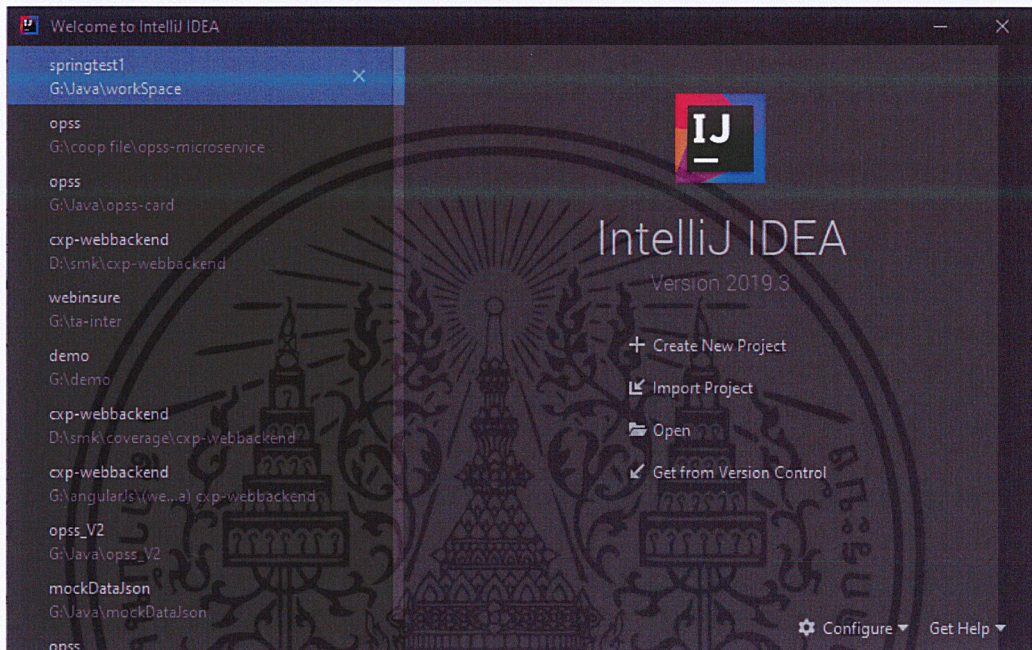 Welcome to IntelliJ IDEA
springtest1
G:\Java\workSpace
opss
G:\coop file\opss-microservice
opss
G:\Java\opss-card
cxp-webbackend
D:\smk\cxp-webbackend
webinsure
G:\ta-inter
demo
G:\demo
cxp-webbackend
D:\smk\coverage\cxp-webbackend
cxp-webbackend
G:\angularJs\(we...a) cxp-webbackend
opss_V2
G:\Java\opss_V2
mockDataJson
G:\Java\mockDataJson
opss
IJ
IntelliJ IDEA
Version 2019.3
Create New Project
Import Project
Open
Get from Version Control
Configure
Get Help